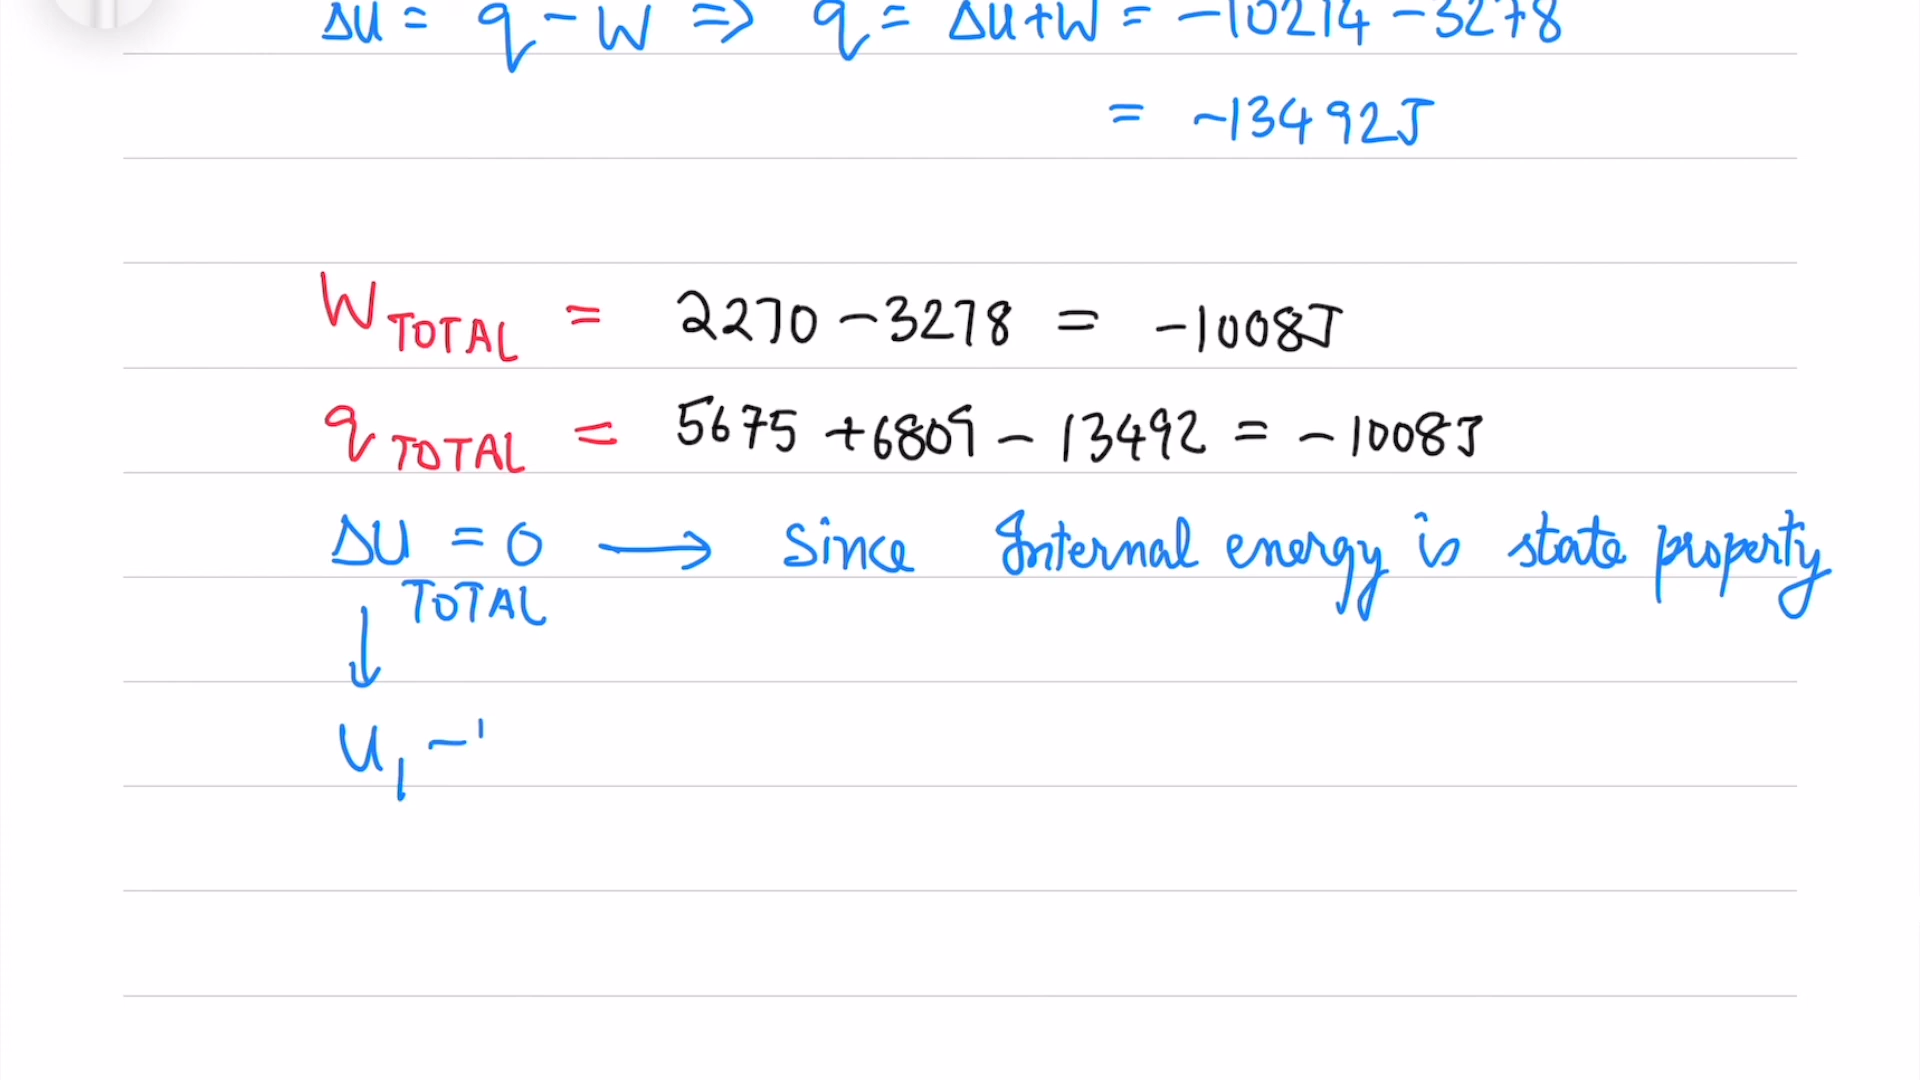 ΔU = q - W => q = ΔU + W = -10214 - 3278
= -13492J
W TOTAL = 2270 - 3278 = -1008J
q TOTAL = 5675 + 6809 - 13492 = -1008J
ΔU = 0 → Since Internal energy is state property
TOTAL
↓
U₁ -